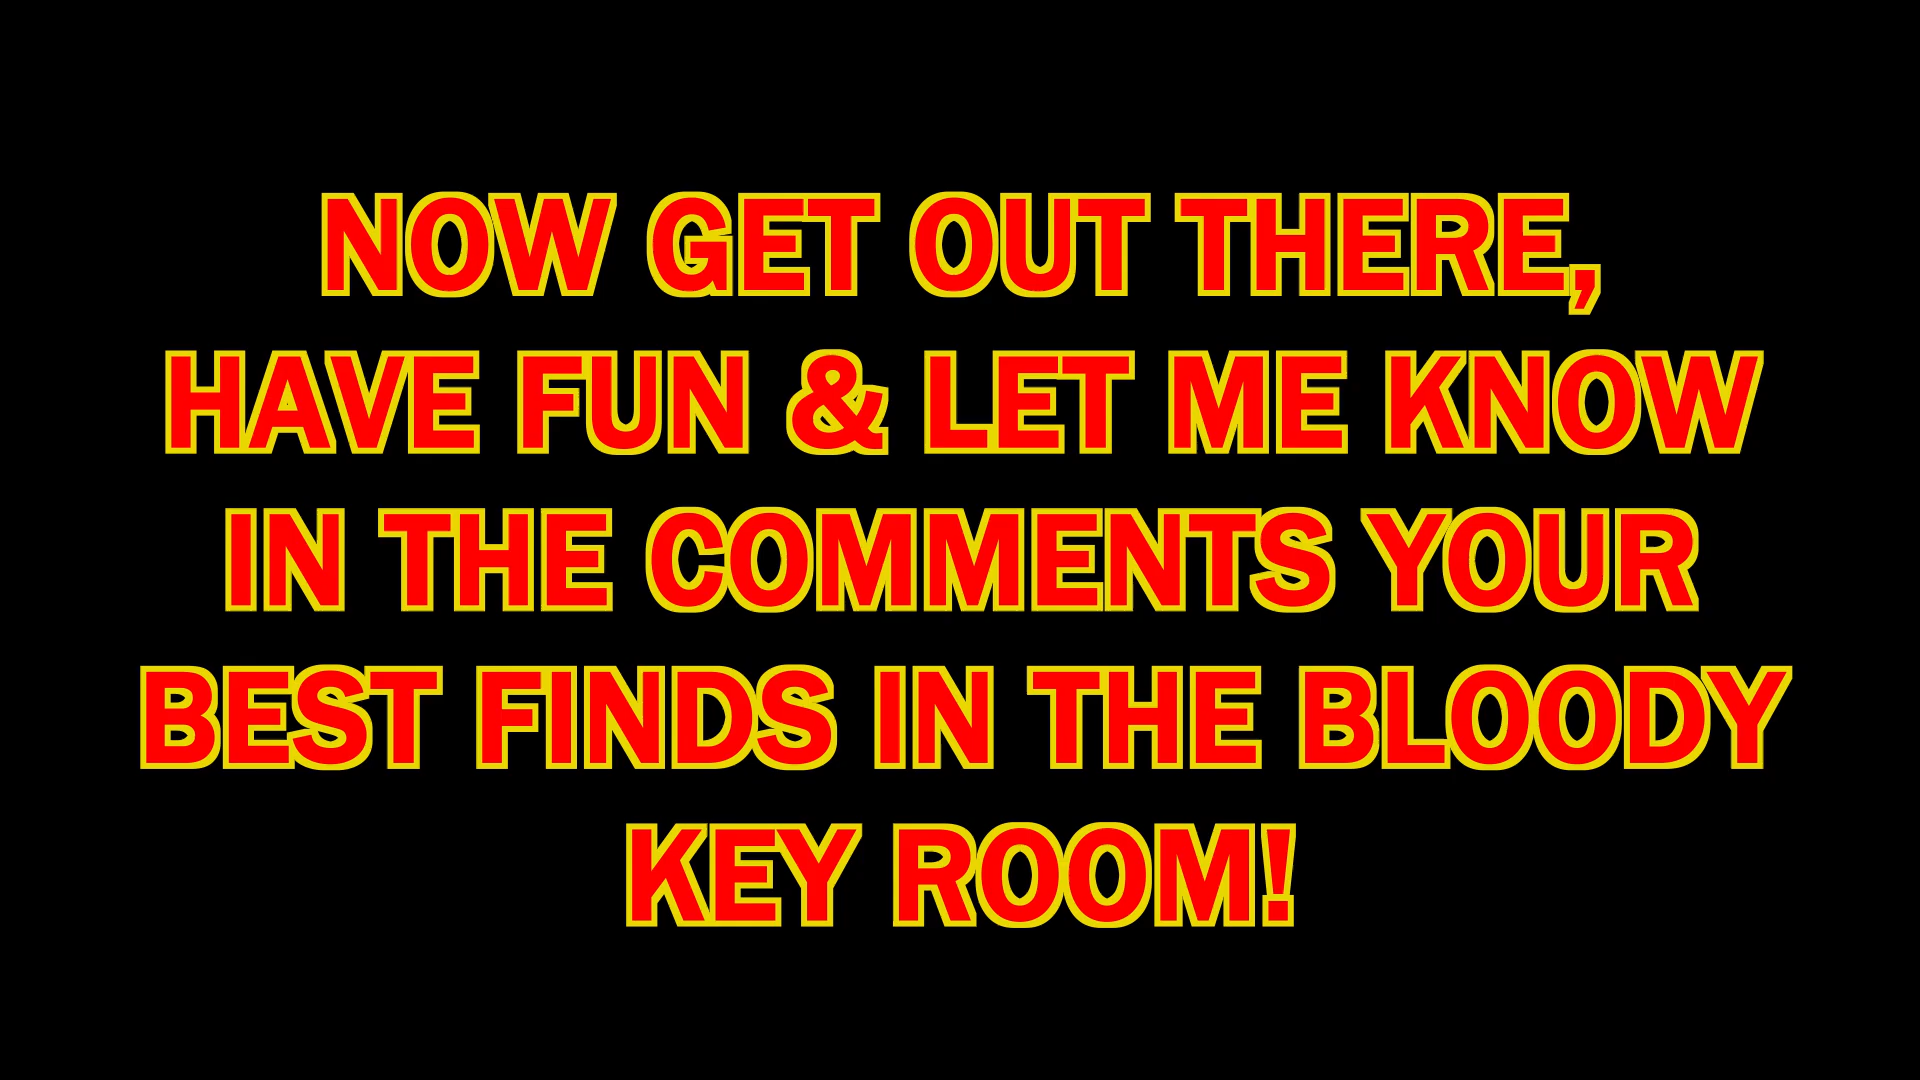 NOW GET OUT THERE,
HAVE FUN & LET ME KNOW
IN THE COMMENTS YOUR
BEST FINDS IN THE BLOODY
KEY ROOM!